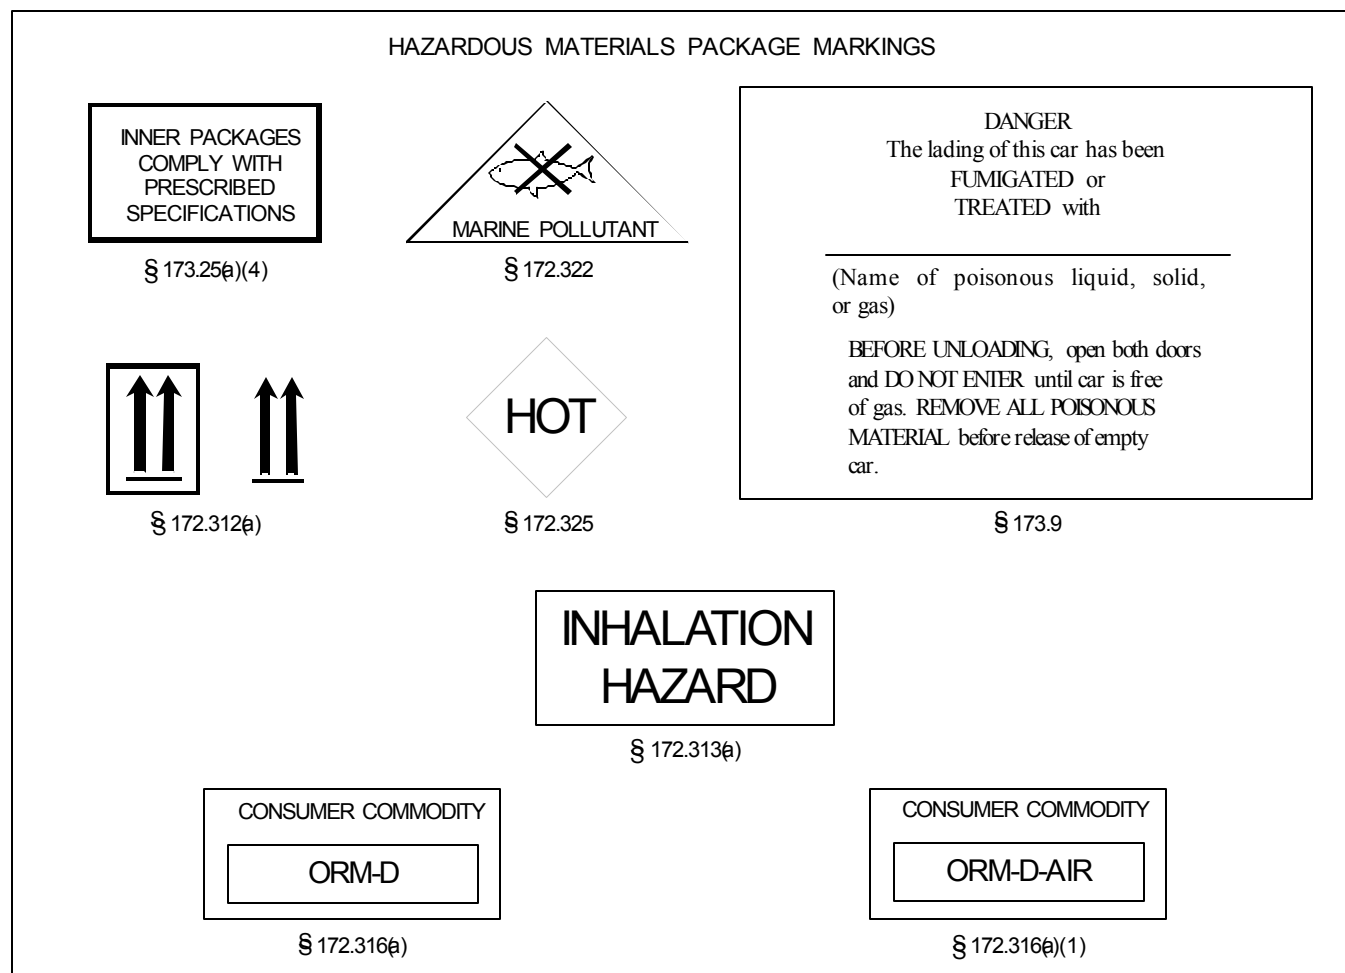 HAZARDOUS MATERIALS PACKAGE MARKINGS
INNER PACKAGES
COMPLY WITH
PRESCRIBED
SPECIFICATIONS
§ 173.25(a)(4)
MARINE POLLUTANT
§ 172.322
DANGER
The lading of this car has been
FUMIGATED or
TREATED with
(Name of poisonous liquid, solid,
or gas)
BEFORE UNLOADING, open both doors
and DO NOT ENTER until car is free
of gas. REMOVE ALL POISONOUS
MATERIAL before release of empty
car.
§ 173.9
§ 172.312(a)
HOT
§ 172.325
INHALATION
HAZARD
§ 172.313(a)
CONSUMER COMMODITY
ORM-D
§ 172.316(a)
CONSUMER COMMODITY
ORM-D-AIR
§ 172.316(a)(1)